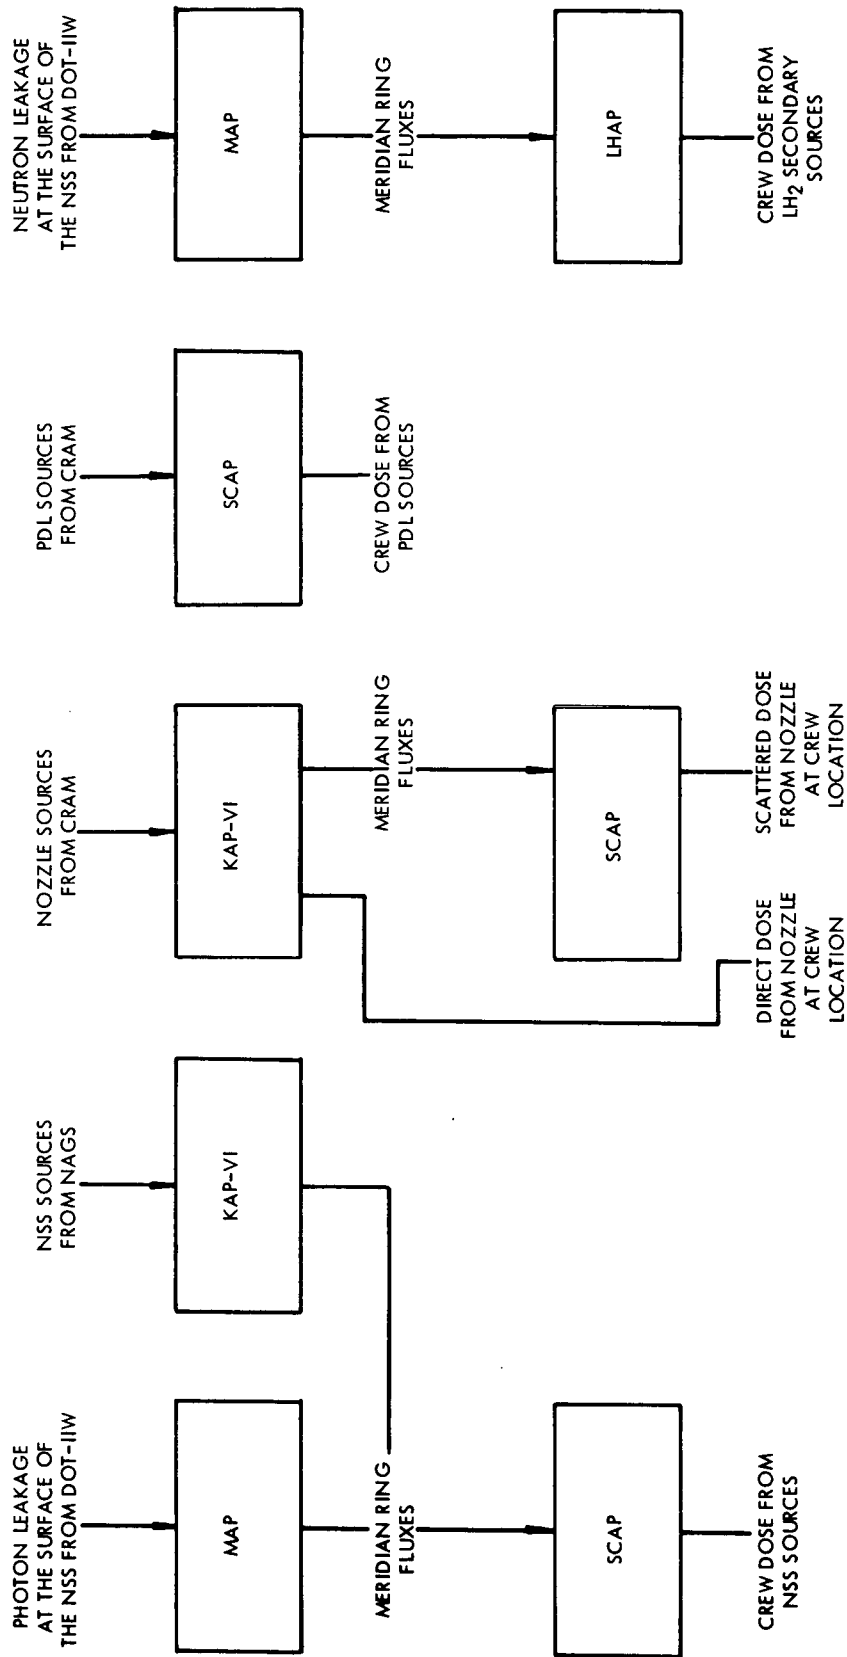 PHOTON LEAKAGE
AT THE SURFACE OF
THE NSS FROM DOT-IIW
MAP
MERIDIAN RING
FLUXES
SCAP
CREW DOSE FROM
NSS SOURCES
NSS SOURCES
FROM NAGS
KAP-VI
NOZZLE SOURCES
FROM CRAM
KAP-VI
MERIDIAN RING
FLUXES
SCAP
DIRECT DOSE
FROM NOZZLE
AT CREW
LOCATION
SCATTERED DOSE
FROM NOZZLE
AT CREW
LOCATION
PDL SOURCES
FROM CRAM
SCAP
CREW DOSE FROM
PDL SOURCES
NEUTRON LEAKAGE
AT THE SURFACE OF
THE NSS FROM DOT-IIW
MAP
MERIDIAN RING
FLUXES
LHAP
CREW DOSE FROM
LH₂ SECONDARY
SOURCES